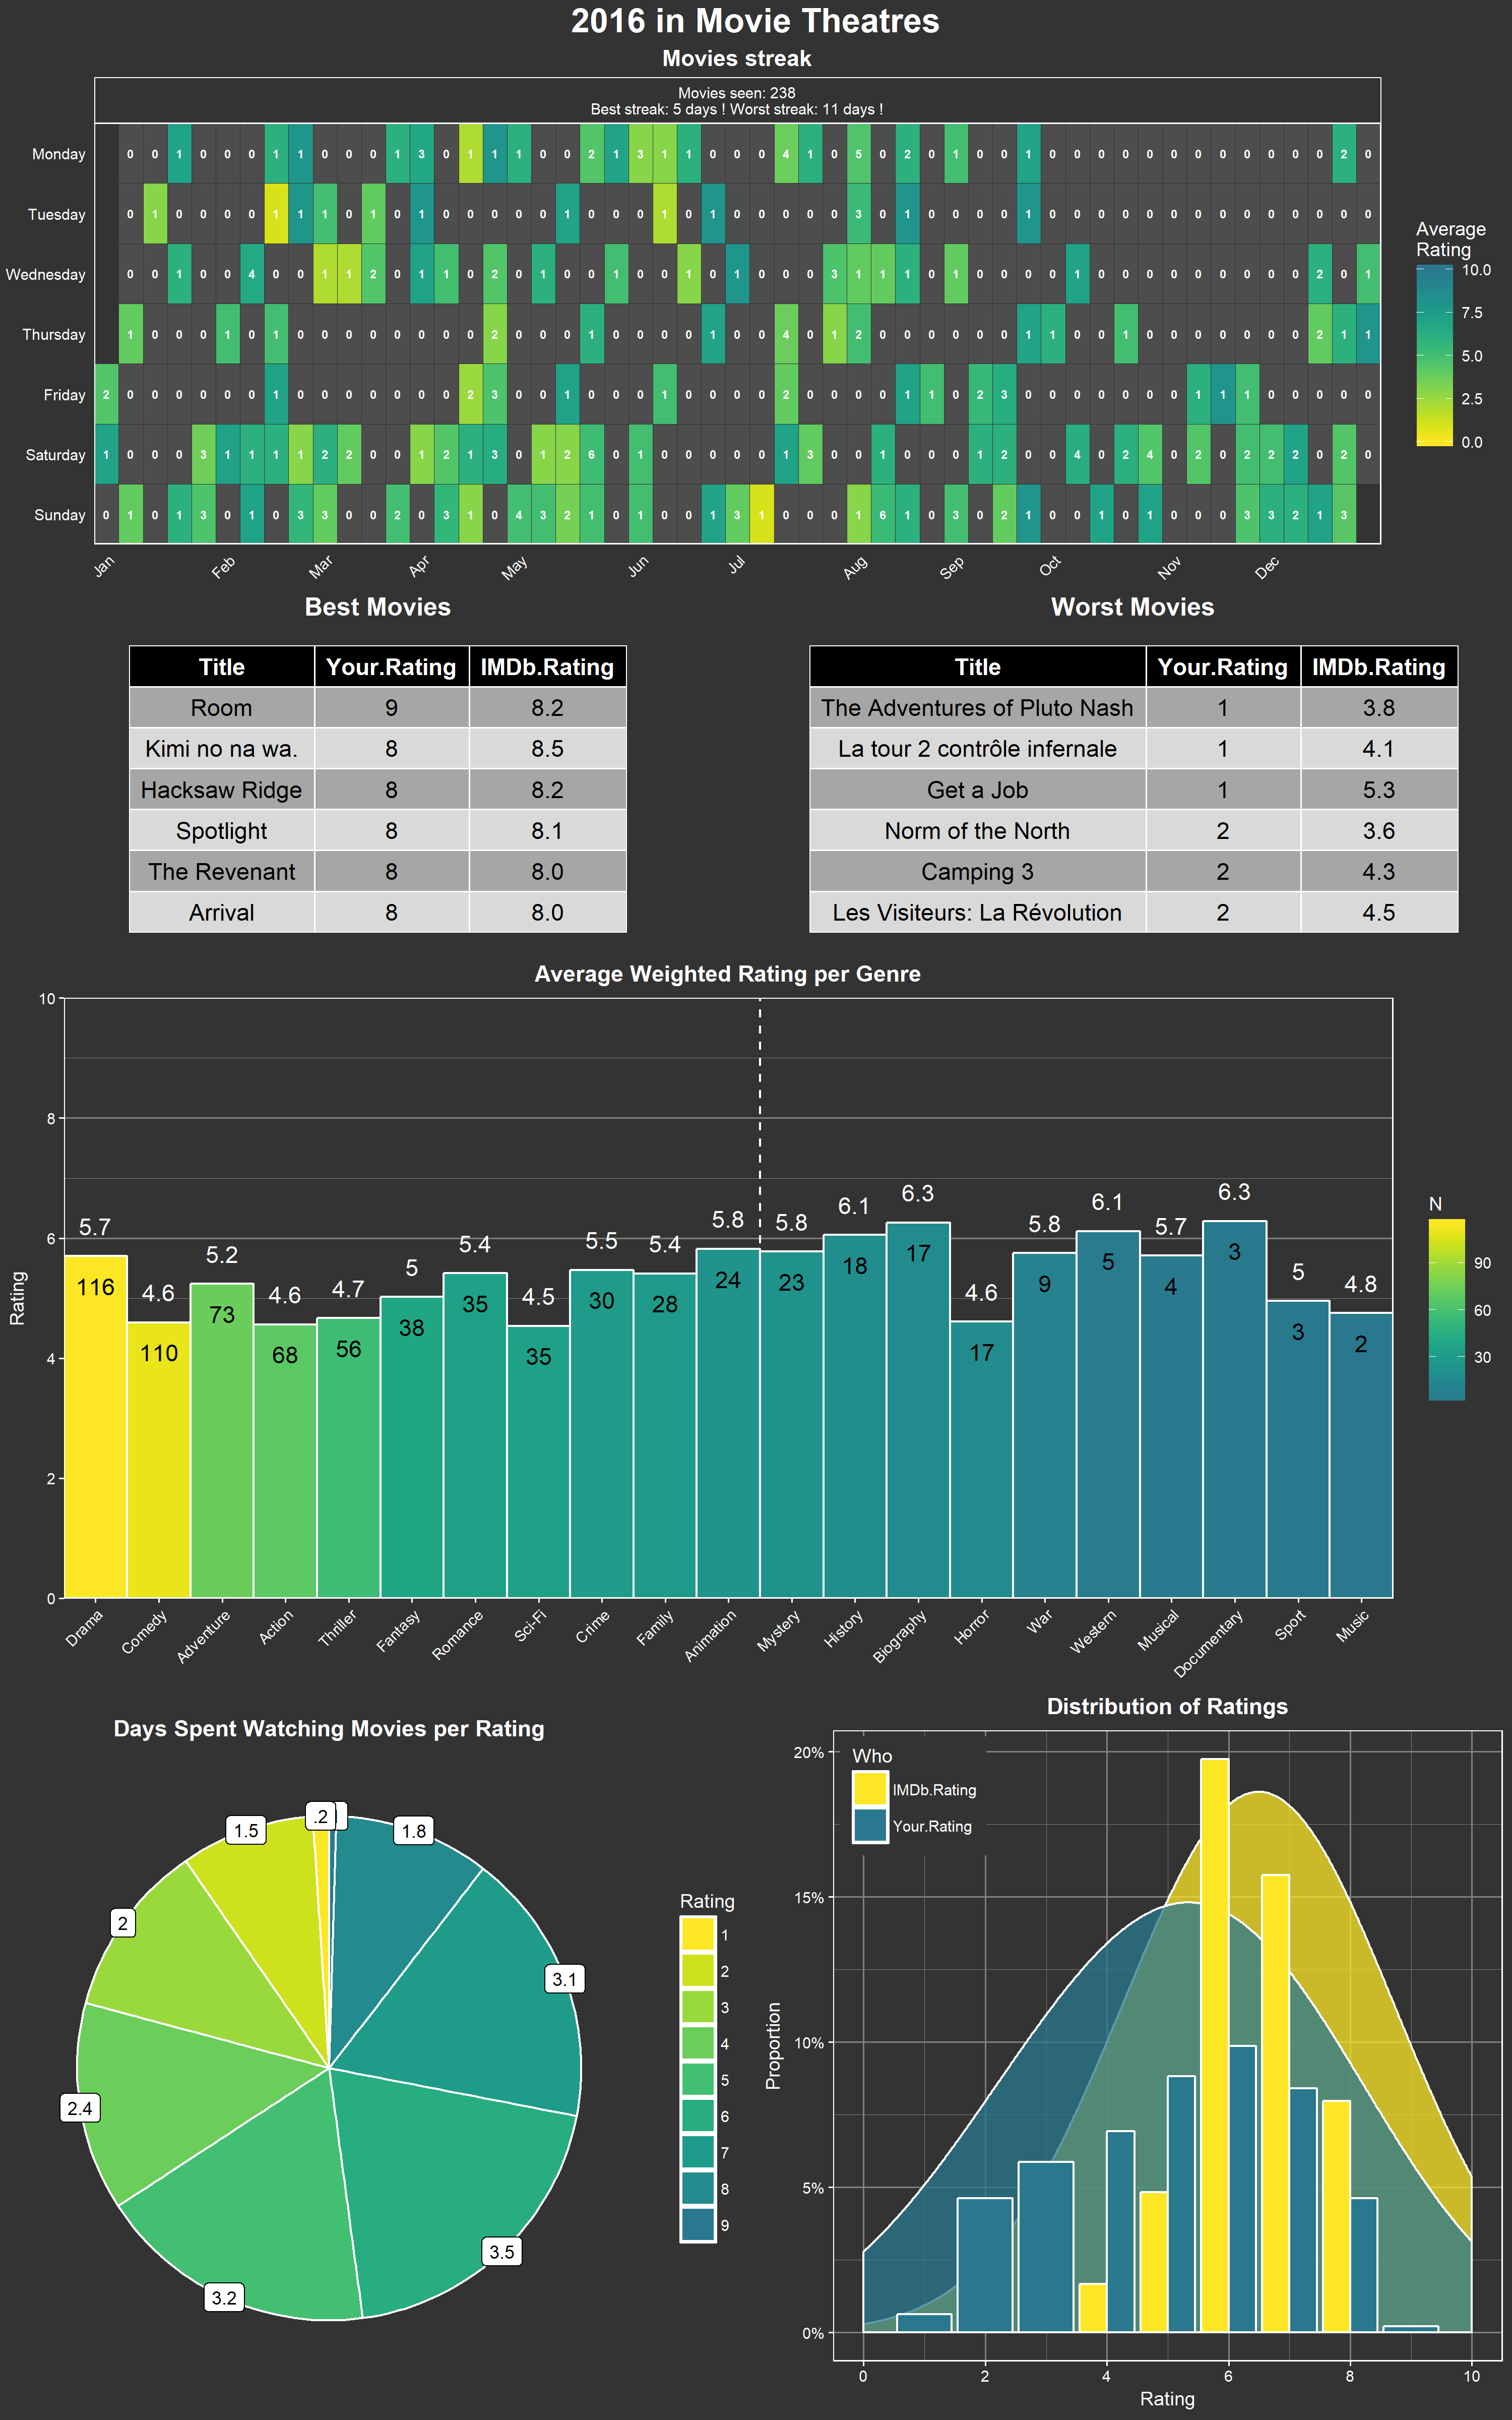 2016 in Movie Theatres
Movies streak
Movies seen: 238
Best streak: 5 days ! Worst streak: 11 days !
Monday 0 0 1 0 0 0 1 1 0 0 0 1 3 0 1 1 1 0 0 2 1 3 1 1 0 0 0 4 1 0 5 0 2 0 1 0 0 1 0 0 0 0 0 0 0 0 0 0 0 0 2 0
Tuesday 0 1 0 0 0 0 1 1 1 0 1 0 1 0 0 0 0 0 1 0 0 0 1 0 1 0 0 0 0 0 3 0 1 0 0 0 0 1 0 0 0 0 0 0 0 0 0 0 0 0 0 0
Wednesday 0 0 1 0 0 4 0 0 1 1 2 0 1 1 0 2 0 1 0 0 1 0 0 1 0 1 0 0 0 3 1 1 1 0 1 0 0 0 0 1 0 0 0 0 0 0 0 0 0 2 0 1
Thursday 1 0 0 0 1 0 1 0 0 0 0 0 0 0 0 2 0 0 0 1 0 0 0 0 1 0 0 4 0 1 2 0 0 0 0 0 0 1 1 0 0 1 0 0 0 0 0 0 0 2 1 1
Friday 2 0 0 0 0 0 0 1 0 0 0 0 0 0 0 2 3 0 0 1 0 0 0 1 0 0 0 0 2 0 0 0 0 1 1 0 2 3 0 0 0 0 0 0 0 1 1 1 0 0 0 0 0
Saturday 1 0 0 0 3 1 1 1 1 2 2 0 0 1 2 1 3 0 1 2 6 0 1 0 0 0 0 0 1 3 0 0 1 0 0 0 1 2 0 0 4 0 2 4 0 2 0 2 2 2 0 2 0
Sunday 0 1 0 1 3 0 1 0 3 3 0 0 2 0 3 1 0 4 3 2 1 0 1 0 0 1 3 1 0 0 0 1 6 1 0 3 0 2 1 0 0 1 0 1 0 0 0 3 3 2 1 3
Jan Feb Mar Apr May Jun Jul Aug Sep Oct Nov Dec
Average
Rating
10.0
7.5
5.0
2.5
0.0
Best Movies
Title Your.Rating IMDb.Rating
Room 9 8.2
Kimi no na wa. 8 8.5
Hacksaw Ridge 8 8.2
Spotlight 8 8.1
The Revenant 8 8.0
Arrival 8 8.0
Worst Movies
Title Your.Rating IMDb.Rating
The Adventures of Pluto Nash 1 3.8
La tour 2 contrôle infernale 1 4.1
Get a Job 1 5.3
Norm of the North 2 3.6
Camping 3 2 4.3
Les Visiteurs: La Révolution 2 4.5
Average Weighted Rating per Genre
Rating
10
8
6
4
2
0
5.7 4.6 5.2 4.6 4.7 5 5.4 4.5 5.5 5.4 5.8 5.8 6.1 6.3 4.6 5.8 6.1 5.7 6.3 5 4.8
116 110 73 68 56 38 35 35 30 28 24 23 18 17 17 9 5 4 3 3 2
Drama Comedy Adventure Action Thriller Fantasy Romance Sci-Fi Crime Family Animation Mystery History Biography Horror War Western Musical Documentary Sport Music
N
90
60
30
Days Spent Watching Movies per Rating
.2
1.8
3.1
3.5
3.2
2.4
2
1.5
Rating
1
2
3
4
5
6
7
8
9
Distribution of Ratings
Who
IMDb.Rating
Your.Rating
Proportion
20%
15%
10%
5%
0%
0 2 4 6 8 10
Rating